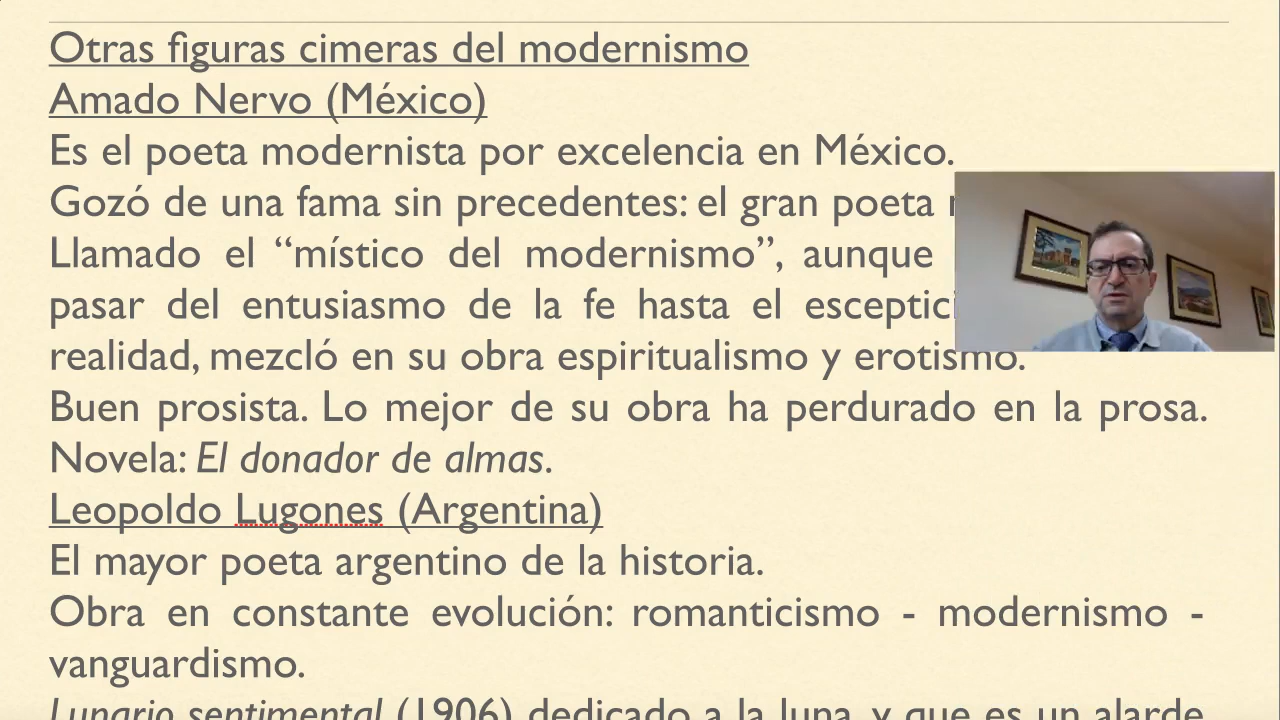 Otras figuras cimeras del modernismo
Amado Nervo (México)
Es el poeta modernista por excelencia en México.
Gozó de una fama sin precedentes: el gran poeta
Llamado el “místico del modernismo”, aunque
pasar del entusiasmo de la fe hasta el
realidad, mezcló en su obra espiritualismo y erotismo.
Buen prosista. Lo mejor de su obra ha perdurado en la prosa.
Novela: El donador de almas.
Leopoldo Lugones (Argentina)
El mayor poeta argentino de la historia.
Obra en constante evolución: romanticismo - modernismo -
vanguardismo.
Lunario sentimental (1906) dedicado a la luna, y que es un alarde